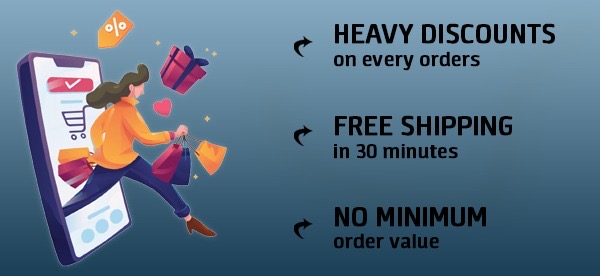 %
HEAVY DISCOUNTS
on every orders
FREE SHIPPING
in 30 minutes
NO MINIMUM
order value